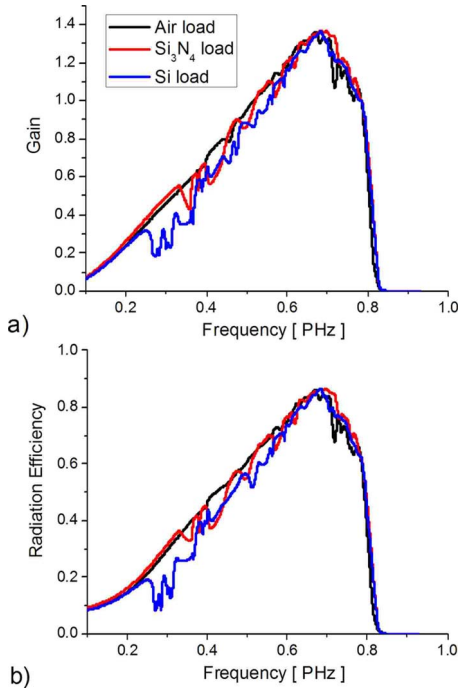 a)
Air load
Si3N4 load
Si load
Gain
1.4
1.2
1.0
0.8
0.6
0.4
0.2
0.0
0.2 0.4 0.6 0.8 1.0
Frequency [ PHz ]
b)
Radiation Efficiency
1.0
0.8
0.6
0.4
0.2
0.0
0.2 0.4 0.6 0.8 1.0
Frequency [ PHz ]